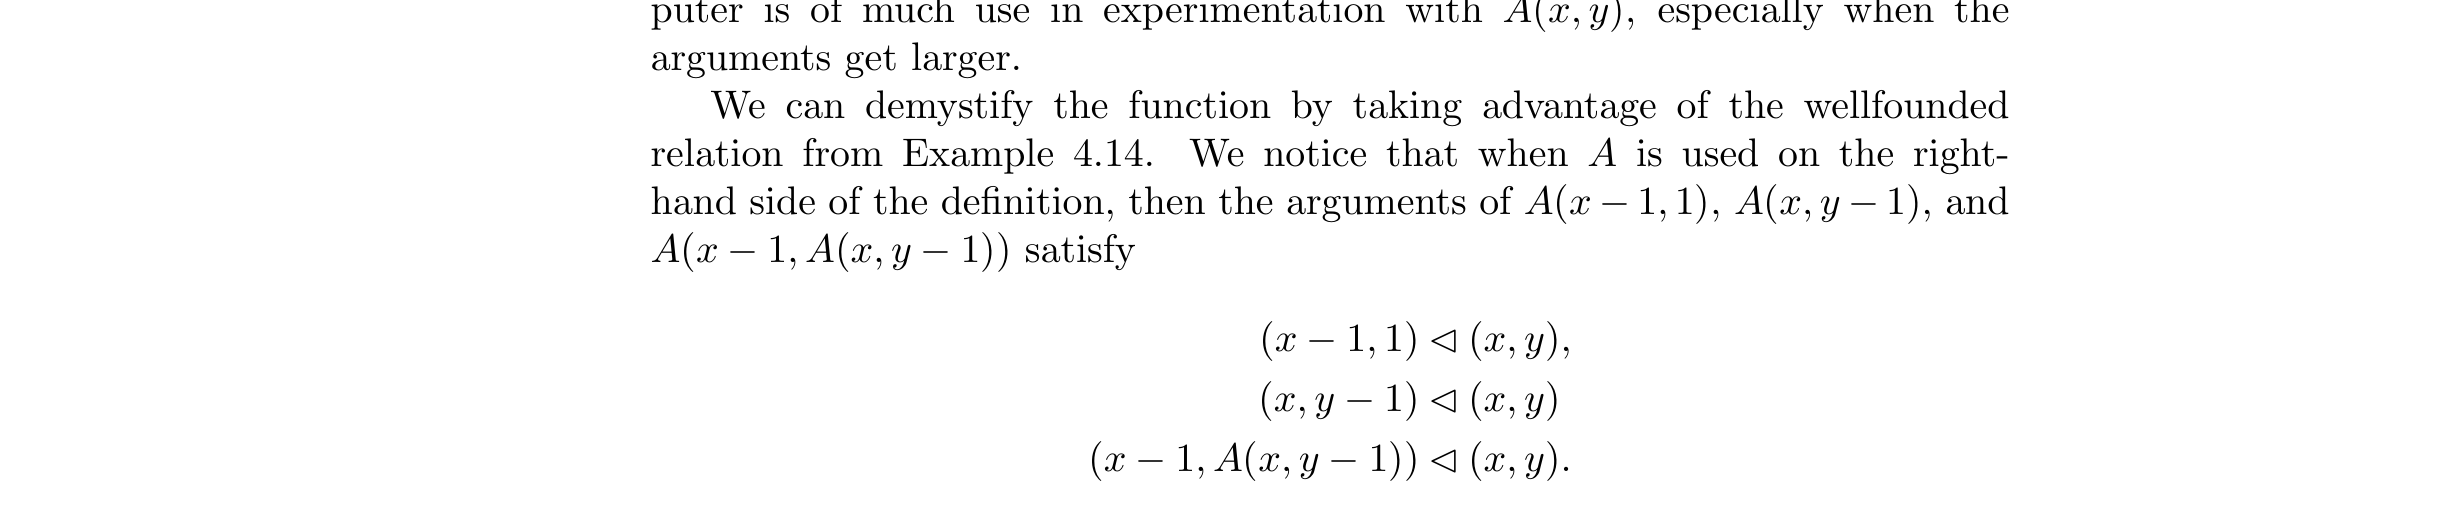 puter is of much use in experimentation with A(x, y), especially when the
arguments get larger.
We can demystify the function by taking advantage of the wellfounded
relation from Example 4.14. We notice that when A is used on the right-
hand side of the definition, then the arguments of A(x − 1, 1), A(x, y − 1), and
A(x − 1, A(x, y − 1)) satisfy
(x − 1, 1) ⊲ (x, y),
(x, y − 1) ⊲ (x, y)
(x − 1, A(x, y − 1)) ⊲ (x, y).